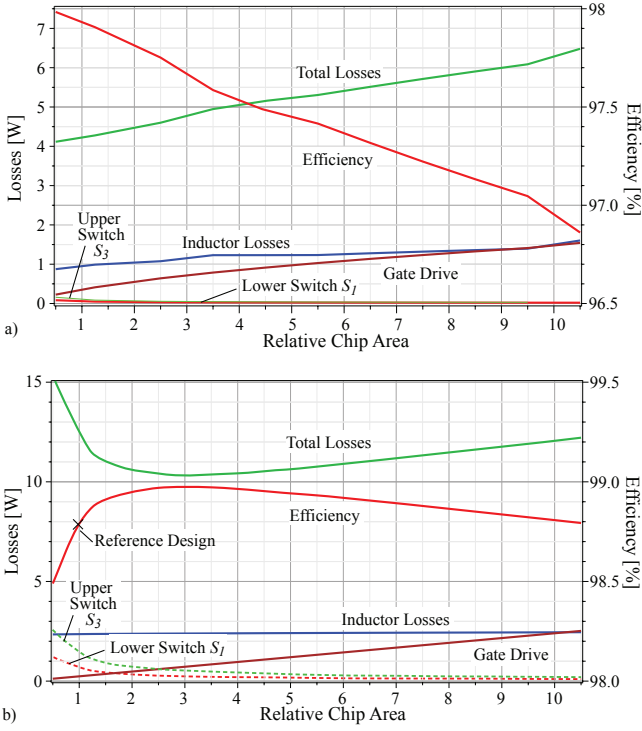 7
6
5
4
3
2
1
0
Losses [W]
98
97.5
97.0
96.5
Efficiency [%]
Total Losses
Efficiency
Upper
Switch
S3
Inductor Losses
Gate Drive
Lower Switch S1
1 2 3 4 5 6 7 8 9 10
Relative Chip Area
a)
15
10
5
0
Losses [W]
99.5
99.0
98.5
98.0
Efficiency [%]
Total Losses
Efficiency
Reference Design
Upper
Switch
S3
Inductor Losses
Lower Switch S1
Gate Drive
1 2 3 4 5 6 7 8 9 10
Relative Chip Area
b)